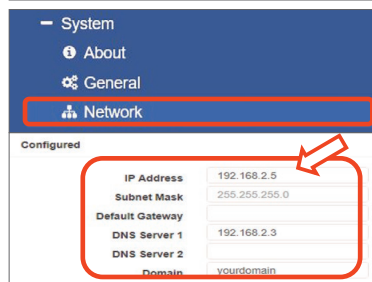 System
About
General
Network
Configured
IP Address 192.168.2.5
Subnet Mask 255.255.255.0
Default Gateway
DNS Server 1 192.168.2.3
DNS Server 2
Domain yourdomain